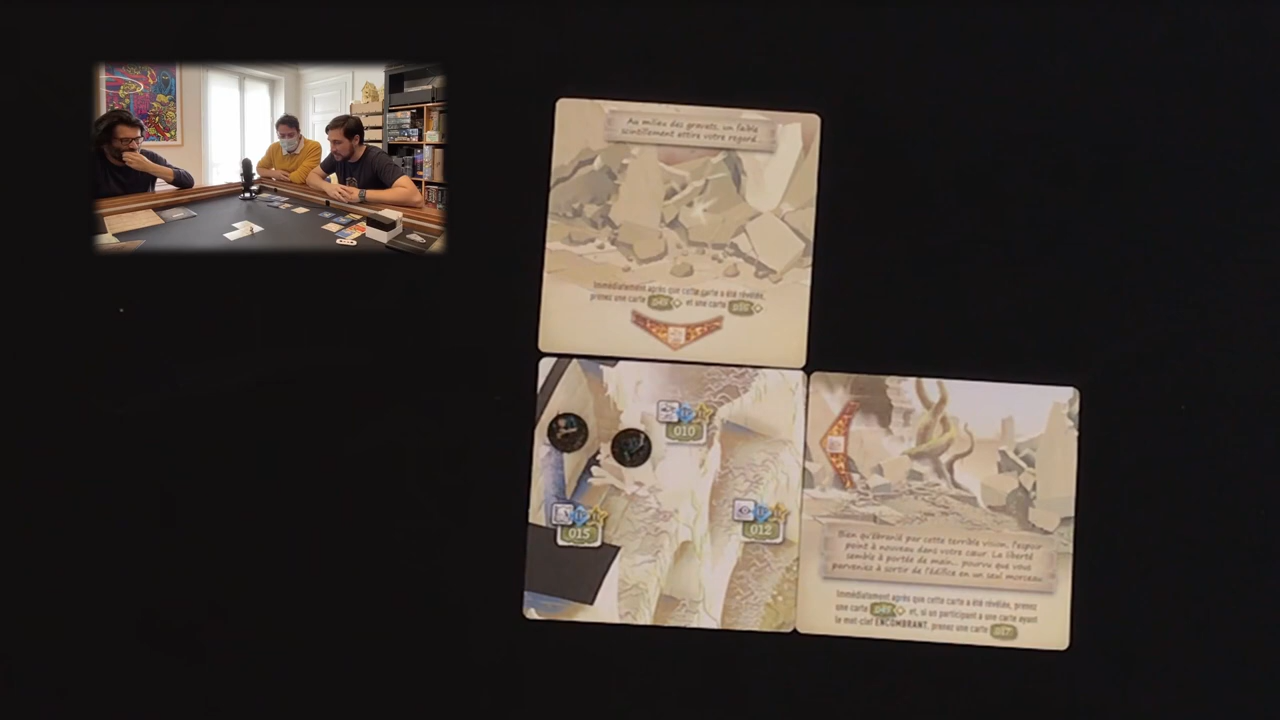 Au milieu des gravats, un faible
scintillement attire votre regard...
Immédiatement après que cette carte a été révélée,
prenez une carte et une carte
010
015
012
Bien qu'ébranlé par cette terrible vision, l'espoir
point à nouveau dans votre cœur. La liberté
semble à portée de main... pourvu que vous
parveniez à sortir de l'édifice en un seul morceau.
Immédiatement après que cette carte a été révélée, prenez
une carte et, si un participant a une carte ayant
le mot-clef ENCOMBRANT, prenez une carte